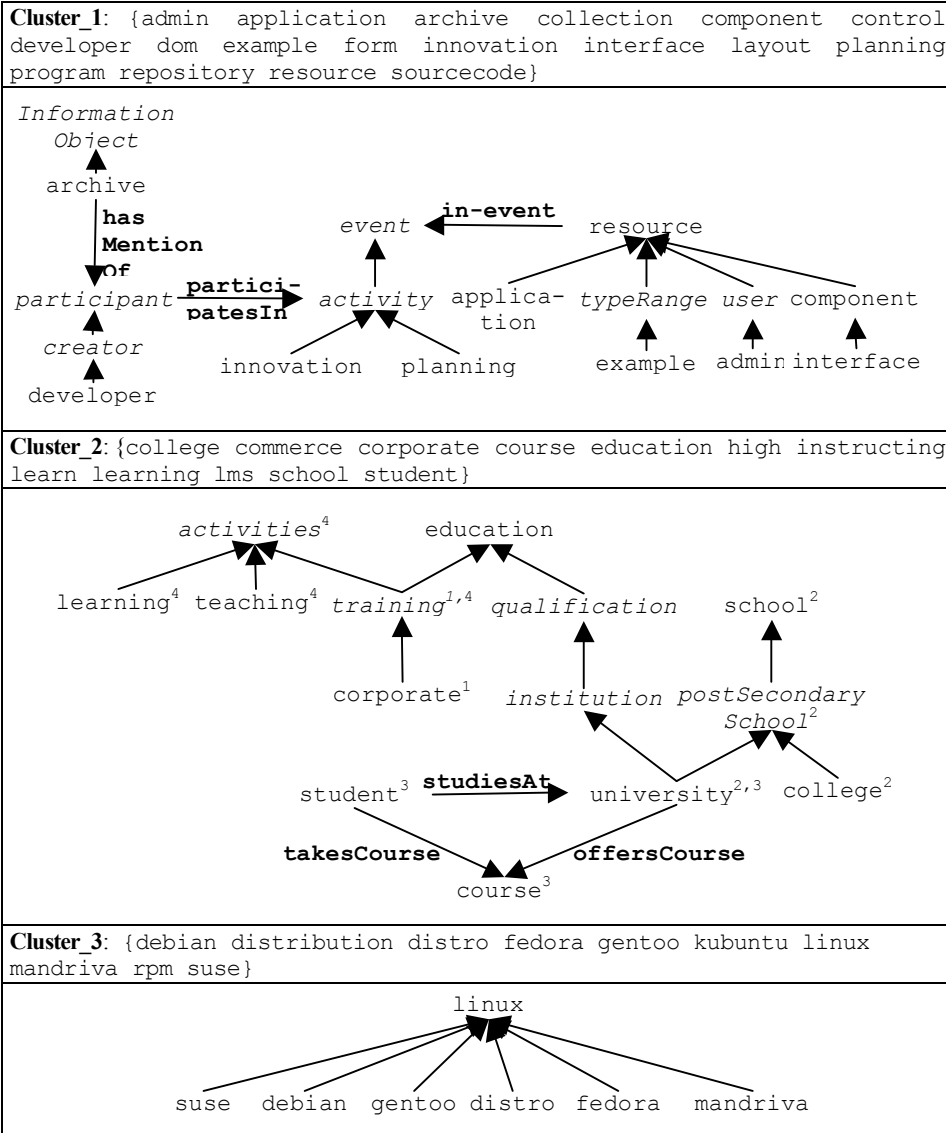 Cluster_1: {admin application archive collection component control
developer dom example form innovation interface layout planning
program repository resource sourcecode}
Information
Object
archive
has
Mention
Of
event
in-event
resource
participant
partici-
patesIn
activity
applica-
tion
typeRange
user
component
creator
innovation
planning
example
admin
interface
developer
Cluster_2: {college commerce corporate course education high instructing
learn learning lms school student}
activities4
education
learning4
teaching4
training1,4
qualification
school2
corporate1
institution
postSecondary
School2
student3
studiesAt
university2,3
college2
takesCourse
offersCourse
course3
Cluster_3: {debian distribution distro fedora gentoo kubuntu linux
mandriva rpm suse}
linux
suse debian gentoo distro fedora mandriva